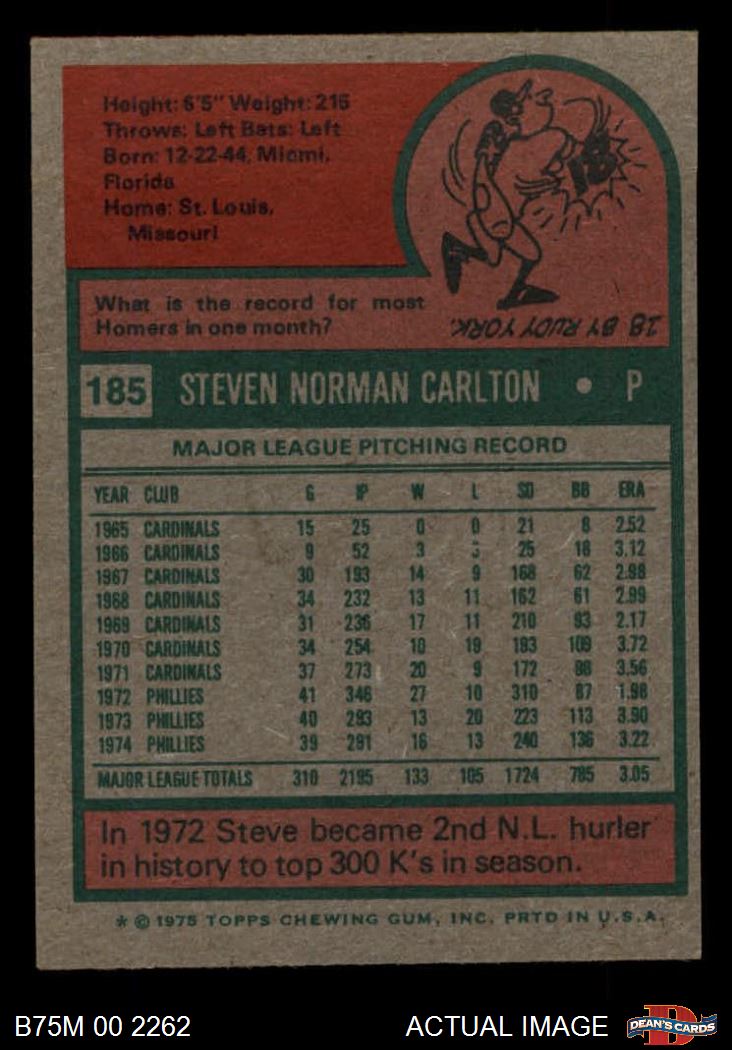 Height: 6'5" Weight: 215
Throws: Left Bats: Left
Born: 12-22-44, Miami,
Florida
Home: St. Louis,
Missouri
18
What is the record for most
Homers in one month?
18 BY RUDY YORK.
185 STEVEN NORMAN CARLTON • P
MAJOR LEAGUE PITCHING RECORD
YEAR CLUB G IP W L SO BB ERA
1965 CARDINALS 15 25 0 0 21 8 2.52
1966 CARDINALS 9 52 3 3 25 18 3.12
1967 CARDINALS 30 193 14 9 168 62 2.98
1968 CARDINALS 34 232 13 11 162 61 2.99
1969 CARDINALS 31 236 17 11 210 93 2.17
1970 CARDINALS 34 254 10 19 193 109 3.72
1971 CARDINALS 37 273 20 9 172 98 3.56
1972 PHILLIES 41 346 27 10 310 87 1.98
1973 PHILLIES 40 293 13 20 223 113 3.90
1974 PHILLIES 39 291 16 13 240 136 3.22
MAJOR LEAGUE TOTALS 310 2195 133 105 1724 785 3.05
In 1972 Steve became 2nd N.L. hurler
in history to top 300 K's in season.
* © 1975 TOPPS CHEWING GUM, INC. PRTD IN U.S.A.
B75M 00 2262 ACTUAL IMAGE DEAN'S CARDS